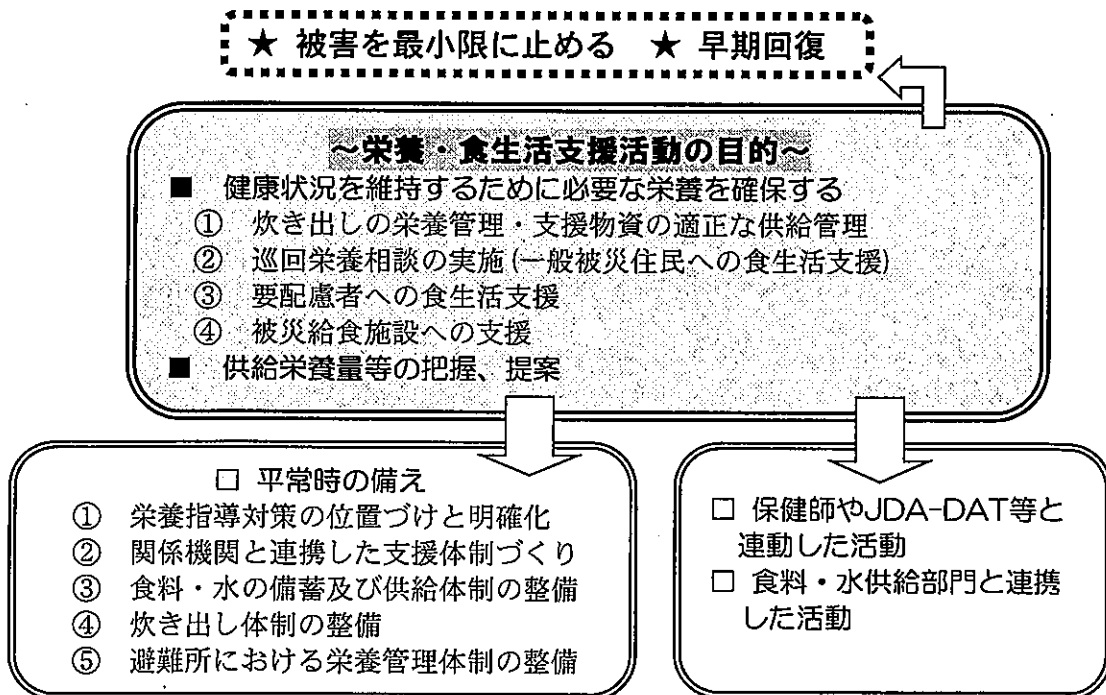 ★ 被害を最小限に止める ★ 早期回復
～栄養・食生活支援活動の目的～
■ 健康状況を維持するために必要な栄養を確保する
① 炊き出しの栄養管理・支援物資の適正な供給管理
② 巡回栄養相談の実施(一般被災住民への食生活支援)
③ 要配慮者への食生活支援
④ 被災給食施設への支援
■ 供給栄養量等の把握、提案
□ 平常時の備え
① 栄養指導対策の位置づけと明確化
② 関係機関と連携した支援体制づくり
③ 食料・水の備蓄及び供給体制の整備
④ 炊き出し体制の整備
⑤ 避難所における栄養管理体制の整備
□ 保健師やJDA-DAT等と
連動した活動
□ 食料・水供給部門と連携
した活動